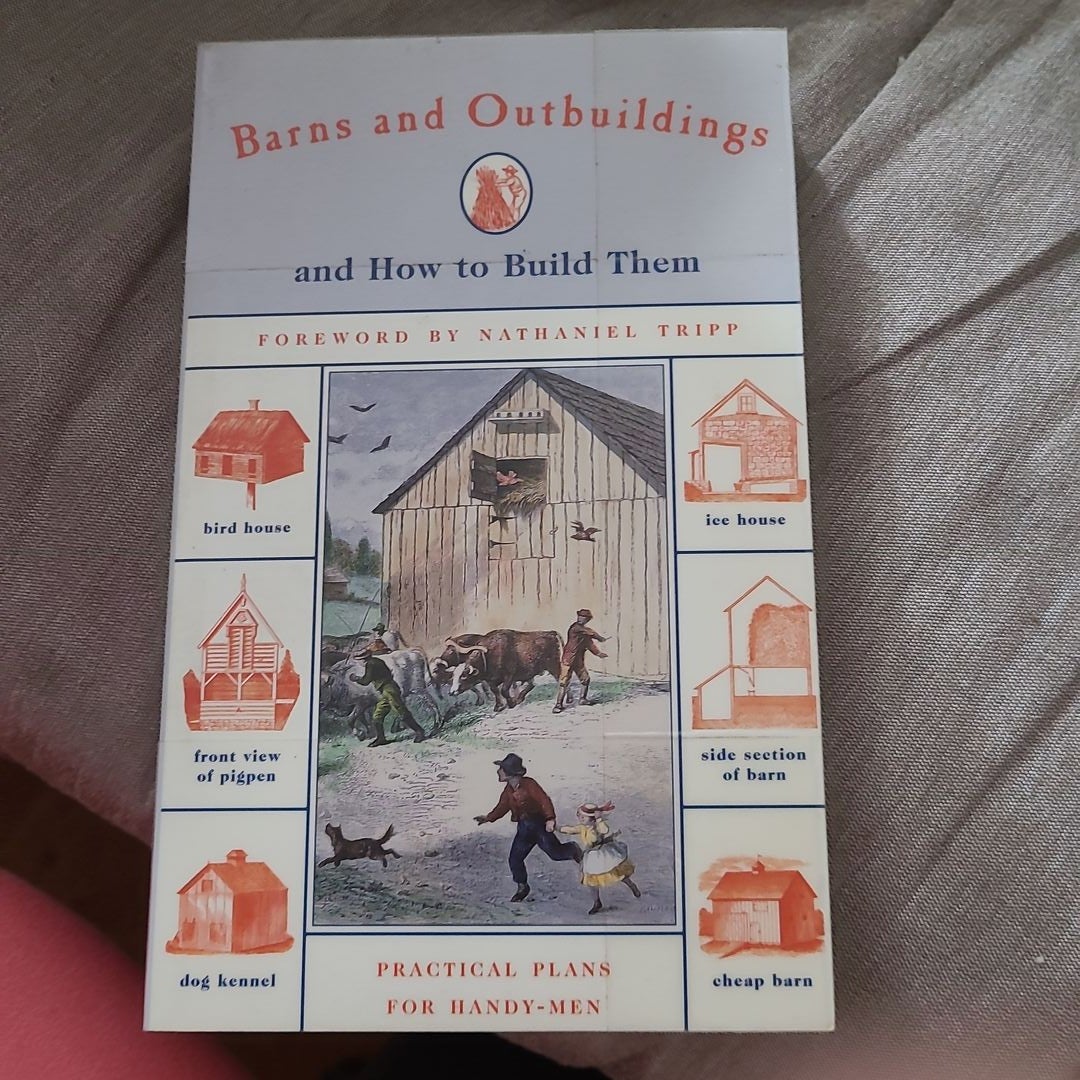 Barns and Outbuildings
and How to Build Them
FOREWORD BY NATHANIEL TRIPP
bird house
ice house
front view
of pigpen
side section
of barn
dog kennel
cheap barn
PRACTICAL PLANS
FOR HANDY-MEN